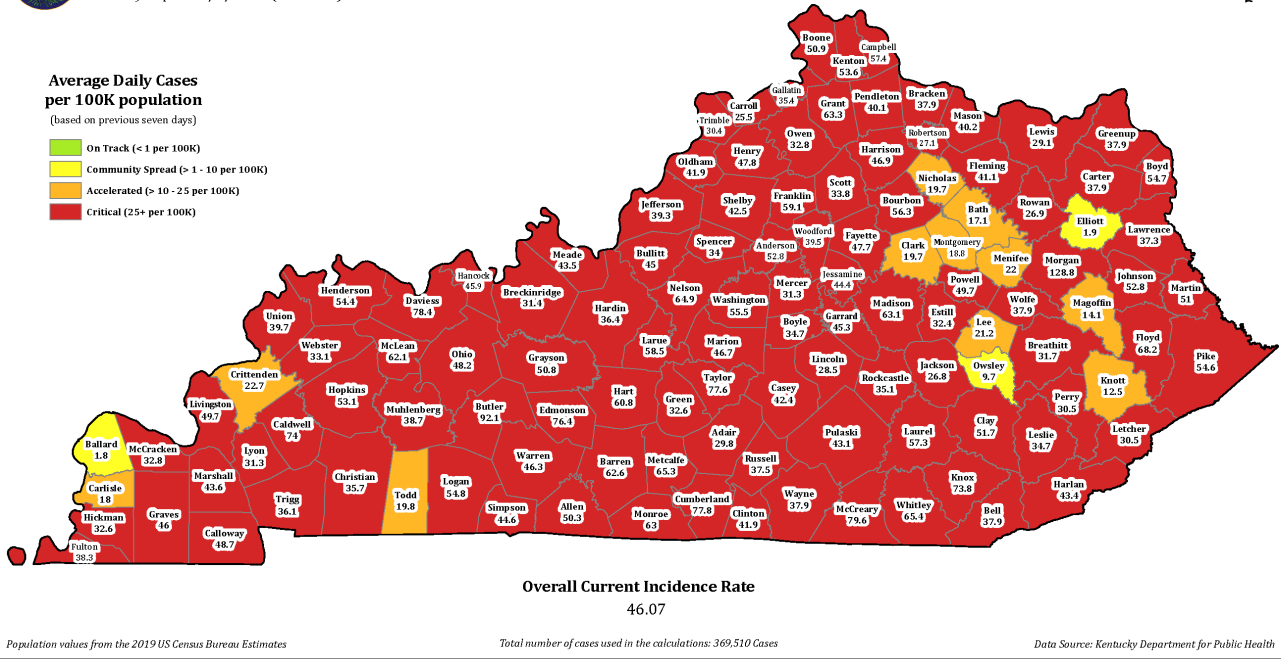 Average Daily Cases
per 100K population
(based on previous seven days)
On Track (< 1 per 100K)
Community Spread (> 1 - 10 per 100K)
Accelerated (> 10 - 25 per 100K)
Critical (25+ per 100K)
Boone
50.9
Campbell
57.4
Kenton
53.6
Gallatin
35.4
Carroll
25.5
Grant
63.3
Pendleton
40.1
Bracken
37.9
Trimble
30.4
Mason
40.2
Robertson
27.1
Lewis
29.1
Greenup
37.9
Owen
32.8
Henry
47.8
Harrison
46.9
Oldham
41.9
Fleming
41.1
Boyd
54.7
Carter
37.9
Nicholas
19.7
Scott
33.8
Jefferson
39.3
Shelby
42.5
Franklin
59.1
Bourbon
56.3
Bath
17.1
Rowan
26.9
Elliott
1.9
Lawrence
37.3
Woodford
39.5
Fayette
47.7
Spencer
34
Anderson
52.8
Clark
19.7
Montgomery
18.8
Menifee
22
Morgan
128.8
Bullitt
45
Meade
43.5
Hancock
45.9
Jessamine
44.4
Powell
49.7
Johnson
52.8
Martin
51
Henderson
54.4
Daviess
78.4
Breckinridge
31.4
Nelson
64.9
Washington
55.5
Mercer
31.3
Madison
63.1
Estill
32.4
Wolfe
37.9
Magoffin
14.1
Union
39.7
Hardin
36.4
Boyle
34.7
Garrard
45.3
Lee
21.2
Floyd
68.2
Webster
33.1
McLean
62.1
Ohio
48.2
Grayson
50.8
Larue
58.5
Marion
46.7
Lincoln
28.5
Breathitt
31.7
Pike
54.6
Crittenden
22.7
Hopkins
53.1
Hart
60.8
Taylor
77.6
Casey
42.4
Rockcastle
35.1
Jackson
26.8
Owsley
9.7
Knott
12.5
Livingston
49.7
Muhlenberg
38.7
Butler
92.1
Edmonson
76.4
Green
32.6
Perry
30.5
Caldwell
74
Clay
51.7
Letcher
30.5
Ballard
1.8
McCracken
32.8
Lyon
31.3
Adair
29.8
Pulaski
43.1
Laurel
57.3
Leslie
34.7
Warren
46.3
Barren
62.6
Metcalfe
65.3
Russell
37.5
Marshall
43.6
Christian
35.7
Logan
54.8
Knox
73.8
Harlan
43.4
Carlisle
18
Todd
19.8
Trigg
36.1
Cumberland
77.8
Wayne
37.9
Whitley
65.4
Hickman
32.6
Graves
46
Simpson
44.6
Allen
50.3
Monroe
63
Clinton
41.9
McCreary
79.6
Bell
37.9
Calloway
48.7
Fulton
38.3
Overall Current Incidence Rate
46.07
Population values from the 2019 US Census Bureau Estimates
Total number of cases used in the calculations: 369,510 Cases
Data Source: Kentucky Department for Public Health